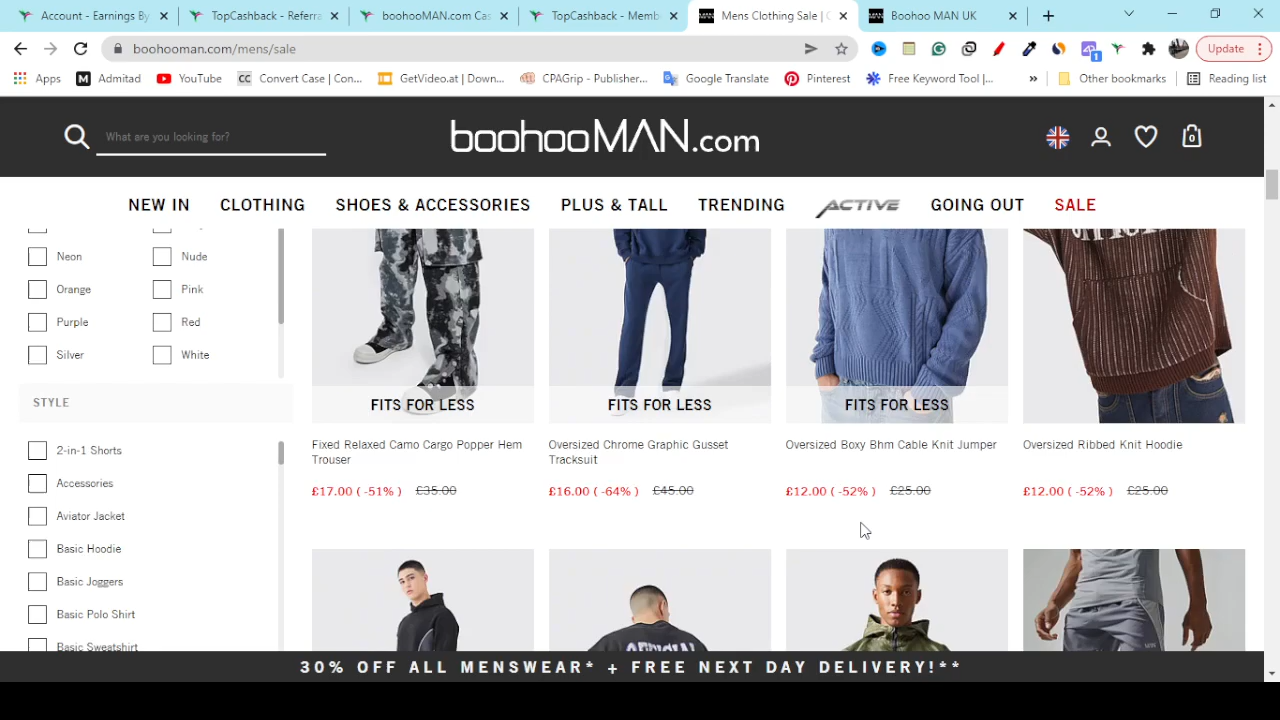 Account - Earnings By
TopCashback - Referra
boohooMAN.com Cas
TopCashback - Memb
Mens Clothing Sale | C
Boohoo MAN UK
boohooman.com/mens/sale
1
Update
Apps
Admitad
YouTube
CC Convert Case | Con...
GetVideo.at | Down...
CPAGrip - Publisher...
Google Translate
Pinterest
Free Keyword Tool |...
»
Other bookmarks
Reading list
What are you looking for?
boohooMAN.com
0
NEW IN
CLOTHING
SHOES & ACCESSORIES
PLUS & TALL
TRENDING
ACTIVE
GOING OUT
SALE
Neon
Nude
Orange
Pink
Purple
Red
Silver
White
STYLE
2-in-1 Shorts
Accessories
Aviator Jacket
Basic Hoodie
Basic Joggers
Basic Polo Shirt
Basic Sweatshirt
FITS FOR LESS
Fixed Relaxed Camo Cargo Popper Hem
Trouser
£17.00 ( -51% ) £35.00
FITS FOR LESS
Oversized Chrome Graphic Gusset
Tracksuit
£16.00 ( -64% ) £45.00
FITS FOR LESS
Oversized Boxy Bhm Cable Knit Jumper
£12.00 ( -52% ) £25.00
Oversized Ribbed Knit Hoodie
£12.00 ( -52% ) £25.00
30% OFF ALL MENSWEAR* + FREE NEXT DAY DELIVERY!**